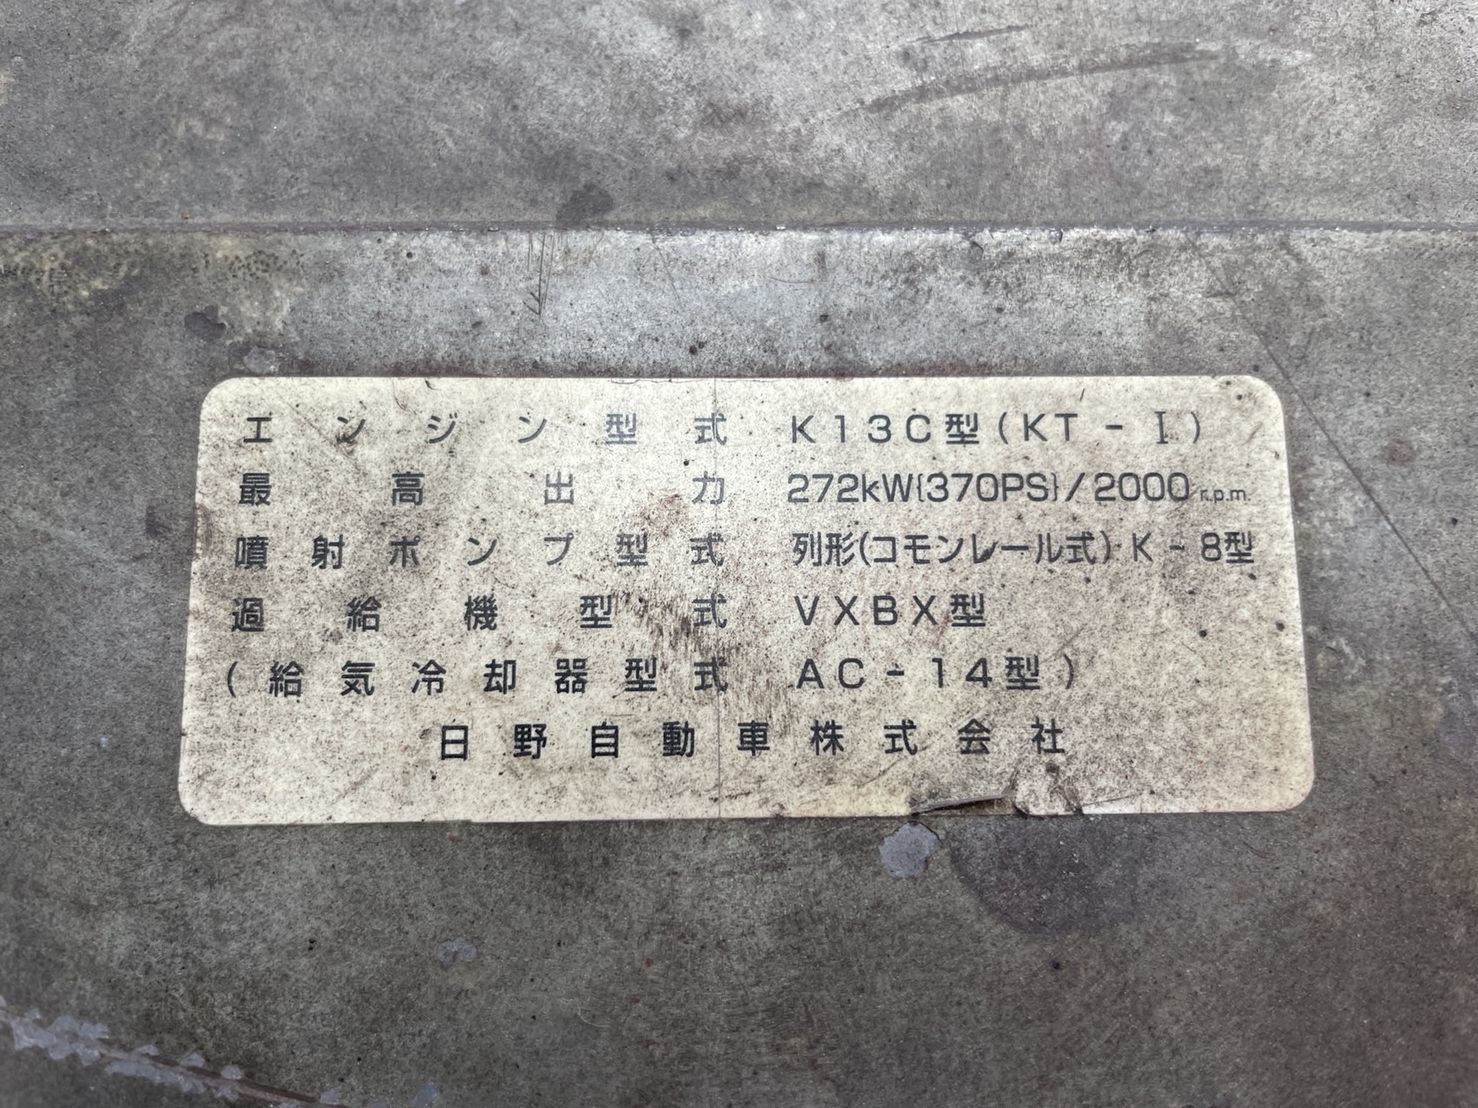 エンジン型式 K13C型(KT-Ⅰ)
最高出力 272kW{370PS}/2000r.p.m.
噴射ポンプ型式 列形(コモンレール式)K-8型
過給機型式 VXBX型
(給気冷却器型式 AC-14型)
日野自動車株式会社